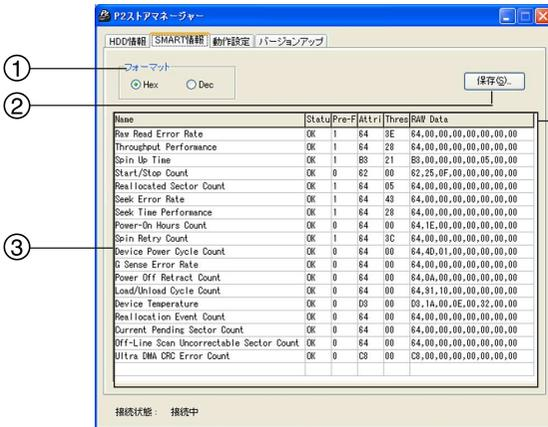 P2ストアマネージャー
HDD情報 SMART情報 動作設定 バージョンアップ
① フォーマット
Hex Dec 保存(S)...
②
Name Statu Pre-F Attri Thres RAW Data
Raw Read Error Rate OK 1 64 3E 64,00,00,00,00,00,00,00
Throughput Performance OK 1 64 28 64,00,00,00,00,00,00,00
Spin Up Time OK 1 B3 21 B3,00,00,00,00,05,00,00
Start/Stop Count OK 0 62 00 62,25,0F,00,00,00,00,00
Reallocated Sector Count OK 1 64 05 64,00,00,00,00,00,00,00
Seek Error Rate OK 1 64 43 64,00,00,00,00,00,00,00
Seek Time Performance OK 1 64 28 64,00,00,00,00,00,00,00
Power-On Hours Count OK 0 64 00 64,1E,00,00,00,00,00,00
Spin Retry Count OK 1 64 3C 64,00,00,00,00,00,00,00
Device Power Cycle Count OK 0 64 00 64,4D,01,00,00,00,00,00
G Sense Error Rate OK 0 64 00 64,00,00,00,00,00,00,00
Power Off Retract Count OK 0 64 00 64,0A,00,00,00,00,00,00
③ Load/Unload Cycle Count OK 0 64 00 64,91,10,00,00,00,00,00
Device Temperature OK 0 D3 00 D3,1A,00,0E,00,32,00,00
Reallocation Event Count OK 0 64 00 64,00,00,00,00,00,00,00
Current Pending Sector Count OK 0 64 00 64,00,00,00,00,00,00,00
Off-Line Scan Uncorrectable Sector Count OK 0 64 00 64,00,00,00,00,00,00,00
Ultra DMA CRC Error Count OK 0 C8 00 C8,00,00,00,00,00,00,00
接続状態： 接続中